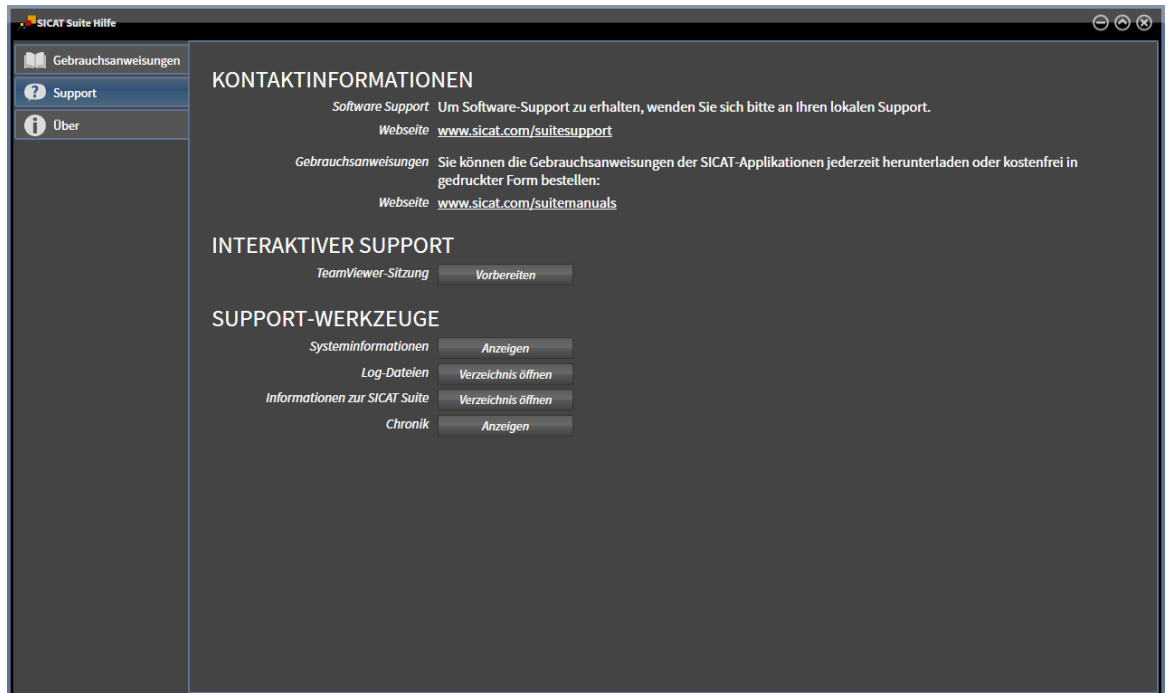 SICAT Suite Hilfe
Gebrauchsanweisungen
Support
Über
KONTAKTINFORMATIONEN
Software Support Um Software-Support zu erhalten, wenden Sie sich bitte an Ihren lokalen Support.
Webseite www.sicat.com/suitesupport
Gebrauchsanweisungen Sie können die Gebrauchsanweisungen der SICAT-Applikationen jederzeit herunterladen oder kostenfrei in
gedruckter Form bestellen:
Webseite www.sicat.com/suitemanuals
INTERAKTIVER SUPPORT
TeamViewer-Sitzung Vorbereiten
SUPPORT-WERKZEUGE
Systeminformationen Anzeigen
Log-Dateien Verzeichnis öffnen
Informationen zur SICAT Suite Verzeichnis öffnen
Chronik Anzeigen